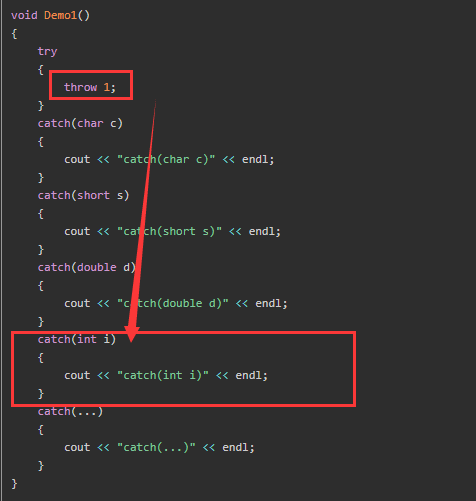 void Demo1()
{
    try
    {
        throw 1;
    }
    catch(char c)
    {
        cout << "catch(char c)" << endl;
    }
    catch(short s)
    {
        cout << "catch(short s)" << endl;
    }
    catch(double d)
    {
        cout << "catch(double d)" << endl;
    }
    catch(int i)
    {
        cout << "catch(int i)" << endl;
    }
    catch(...)
    {
        cout << "catch(...)" << endl;
    }
}